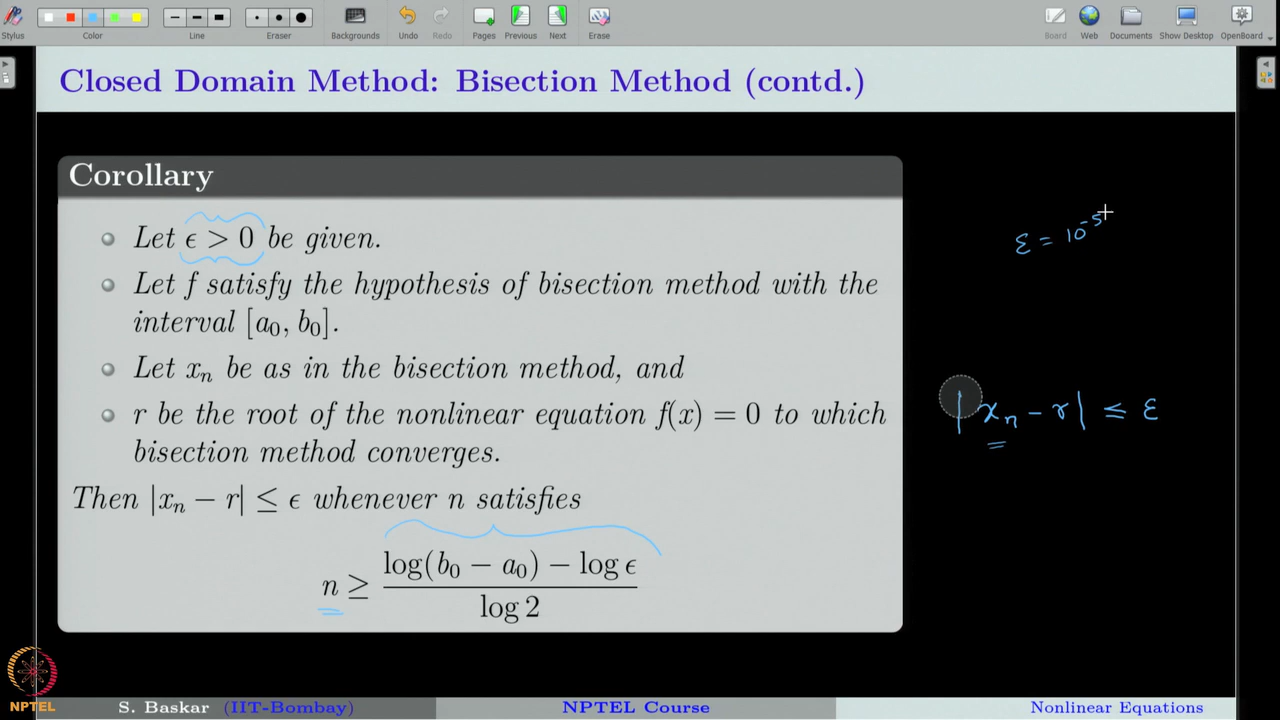 Stylus Color Line Eraser Backgrounds Undo Redo Pages Previous Next Erase Board Web Documents Show Desktop OpenBoard
Closed Domain Method: Bisection Method (contd.)
Corollary
Let ϵ > 0 be given.
Let f satisfy the hypothesis of bisection method with the
interval [a₀, b₀].
Let xₙ be as in the bisection method, and
r be the root of the nonlinear equation f(x) = 0 to which
bisection method converges.
Then |xₙ − r| ≤ ϵ whenever n satisfies
n ≥ (log(b₀ − a₀) − log ϵ) / log 2
ε = 10⁻⁵
|xₙ − r| ≤ ε
NPTEL
S. Baskar (IIT-Bombay) NPTEL Course Nonlinear Equations